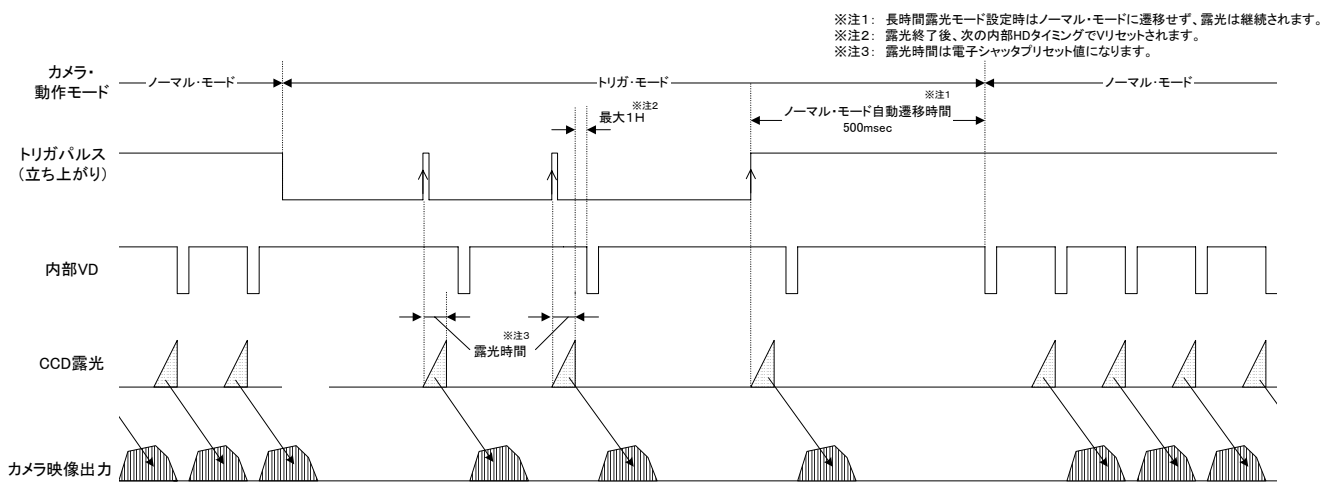 ※注1： 長時間露光モード設定時はノーマル・モードに遷移せず、露光は継続されます。
※注2： 露光終了後、次の内部HDタイミングでVリセットされます。
※注3： 露光時間は電子シャッタプリセット値になります。
カメラ・
動作モード
ノーマル・モード
トリガ・モード
ノーマル・モード
※注1
ノーマル・モード自動遷移時間
500msec
※注2
最大1H
トリガパルス
(立ち上がり)
内部VD
※注3
露光時間
CCD露光
カメラ映像出力